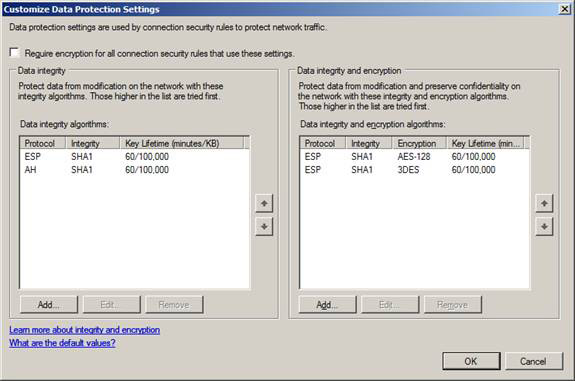 Customize Data Protection Settings
Data protection settings are used by connection security rules to protect network traffic.
Require encryption for all connection security rules that use these settings.
Data integrity
Protect data from modification on the network with these
integrity algorithms. Those higher in the list are tried first.
Data integrity algorithms:
Protocol Integrity Key Lifetime (minutes/KB)
ESP SHA1 60/100,000
AH SHA1 60/100,000
Add... Edit... Remove
Data integrity and encryption
Protect data from modification and preserve confidentiality on
the network with these integrity and encryption algorithms.
Those higher in the list are tried first.
Data integrity and encryption algorithms:
Protocol Integrity Encryption Key Lifetime (min...
ESP SHA1 AES-128 60/100,000
ESP SHA1 3DES 60/100,000
Add... Edit... Remove
Learn more about integrity and encryption
What are the default values?
OK Cancel